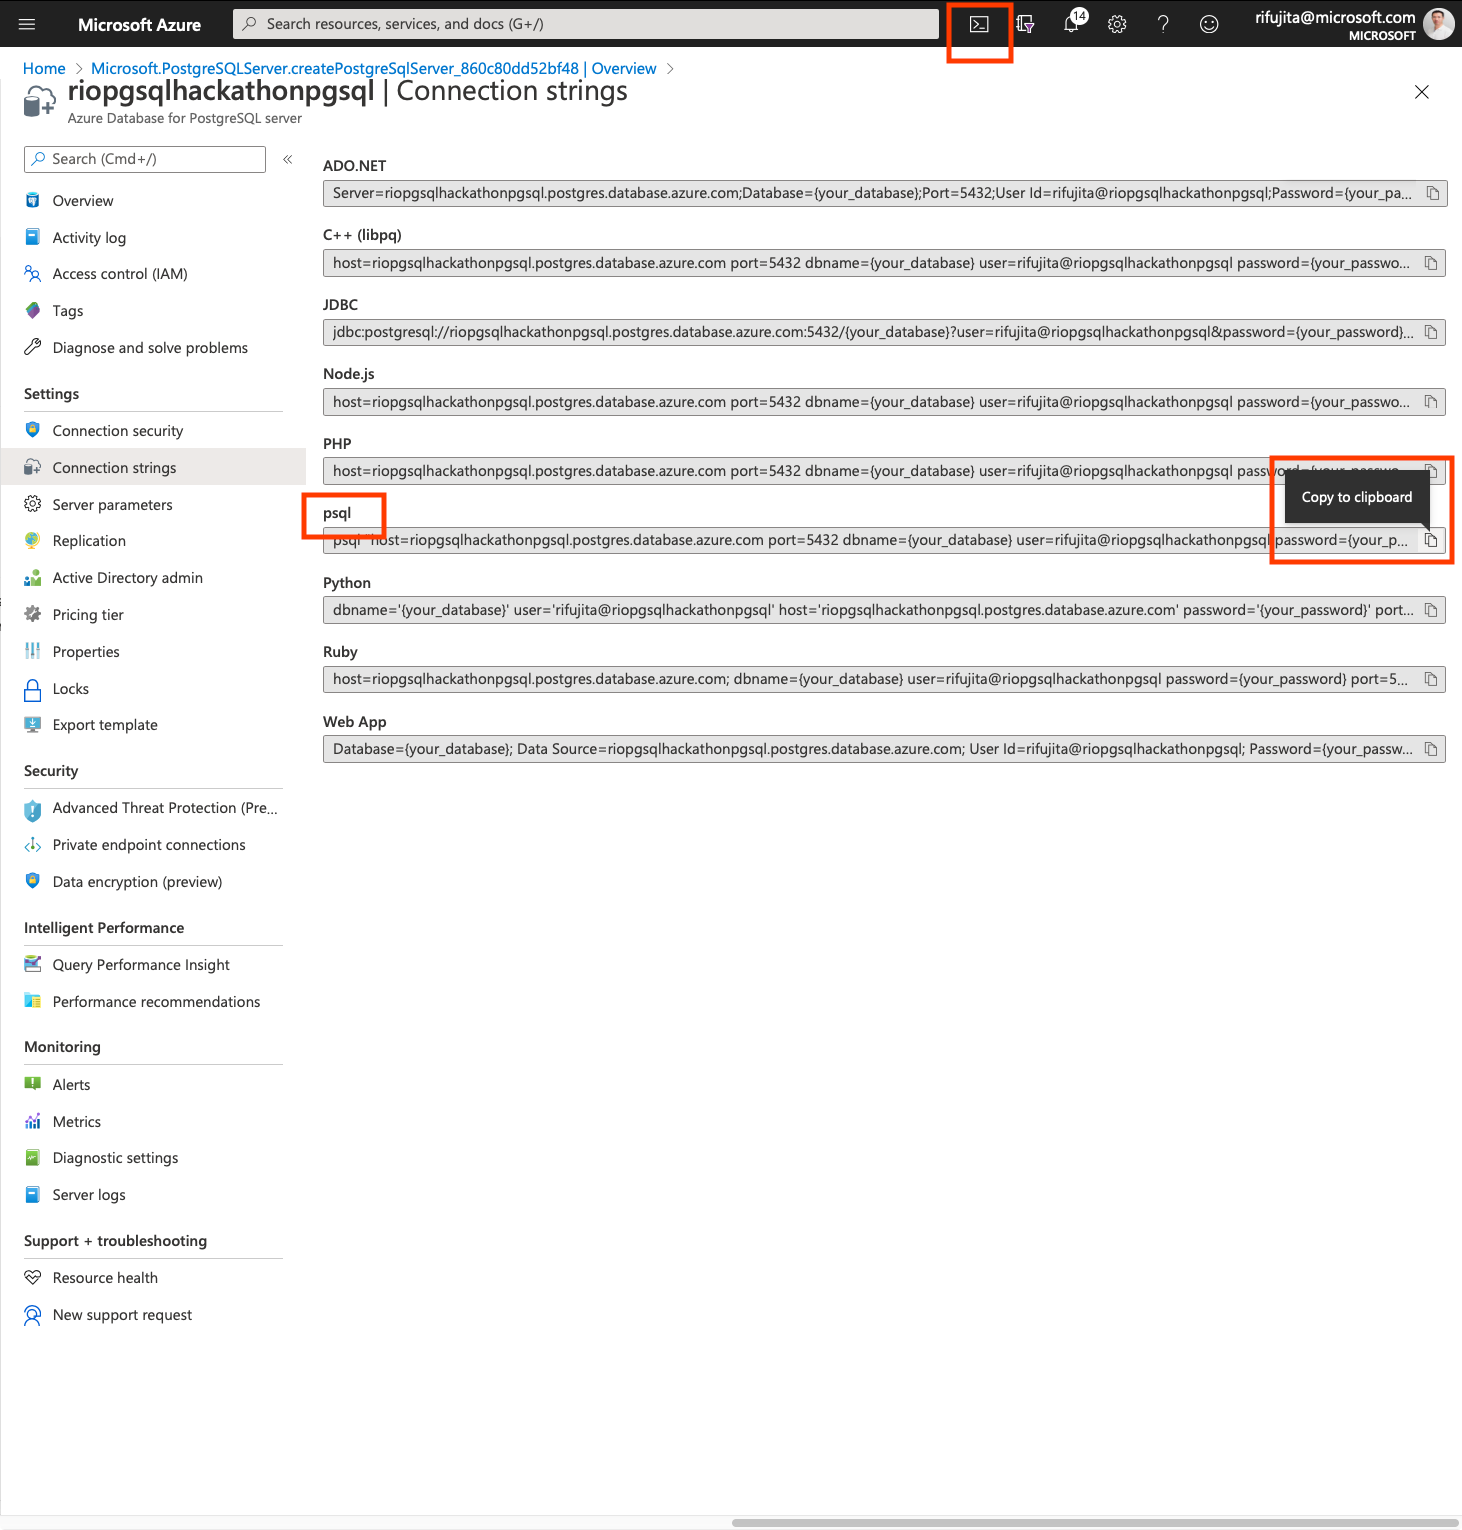 Microsoft Azure
Search resources, services, and docs (G+/)
14
rifujita@microsoft.com
MICROSOFT
Home > Microsoft.PostgreSQLServer.createPostgreSqlServer_860c80dd52bf48 | Overview >
riopgsqlhackathonpgsql | Connection strings
Azure Database for PostgreSQL server
Search (Cmd+/)
«
Overview
Activity log
Access control (IAM)
Tags
Diagnose and solve problems
Settings
Connection security
Connection strings
Server parameters
Replication
Active Directory admin
Pricing tier
Properties
Locks
Export template
Security
Advanced Threat Protection (Pre...
Private endpoint connections
Data encryption (preview)
Intelligent Performance
Query Performance Insight
Performance recommendations
Monitoring
Alerts
Metrics
Diagnostic settings
Server logs
Support + troubleshooting
Resource health
New support request
ADO.NET
Server=riopgsqlhackathonpgsql.postgres.database.azure.com;Database={your_database};Port=5432;User Id=rifujita@riopgsqlhackathonpgsql;Password={your_pa...
C++ (libpq)
host=riopgsqlhackathonpgsql.postgres.database.azure.com port=5432 dbname={your_database} user=rifujita@riopgsqlhackathonpgsql password={your_passwo...
JDBC
jdbc:postgresql://riopgsqlhackathonpgsql.postgres.database.azure.com:5432/{your_database}?user=rifujita@riopgsqlhackathonpgsql&password={your_password}...
Node.js
host=riopgsqlhackathonpgsql.postgres.database.azure.com port=5432 dbname={your_database} user=rifujita@riopgsqlhackathonpgsql password={your_passwo...
PHP
host=riopgsqlhackathonpgsql.postgres.database.azure.com port=5432 dbname={your_database} user=rifujita@riopgsqlhackathonpgsql password={your_passwo...
Copy to clipboard
psql
psql "host=riopgsqlhackathonpgsql.postgres.database.azure.com port=5432 dbname={your_database} user=rifujita@riopgsqlhackathonpgsql password={your_p...
Python
dbname='{your_database}' user='rifujita@riopgsqlhackathonpgsql' host='riopgsqlhackathonpgsql.postgres.database.azure.com' password='{your_password}' port...
Ruby
host=riopgsqlhackathonpgsql.postgres.database.azure.com; dbname={your_database} user=rifujita@riopgsqlhackathonpgsql password={your_password} port=5...
Web App
Database={your_database}; Data Source=riopgsqlhackathonpgsql.postgres.database.azure.com; User Id=rifujita@riopgsqlhackathonpgsql; Password={your_passw...